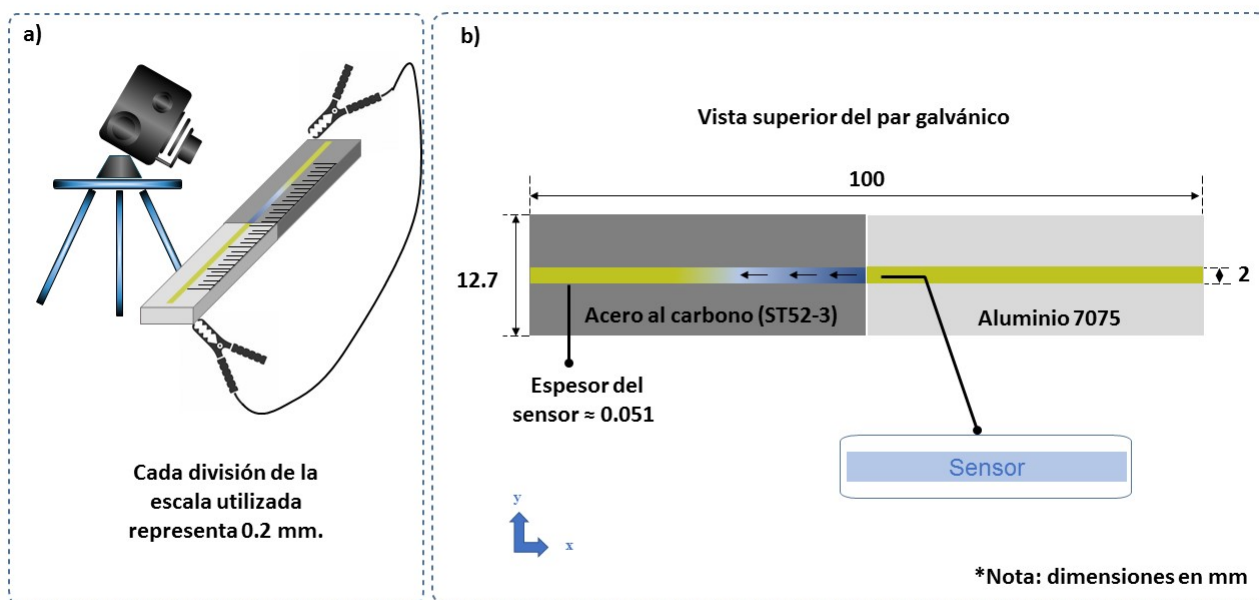 a)
Cada división de la
escala utilizada
representa 0.2 mm.
b)
Vista superior del par galvánico
100
12.7
2
Acero al carbono (ST52-3)
Aluminio 7075
Espesor del
sensor ≈ 0.051
Sensor
y
x
*Nota: dimensiones en mm